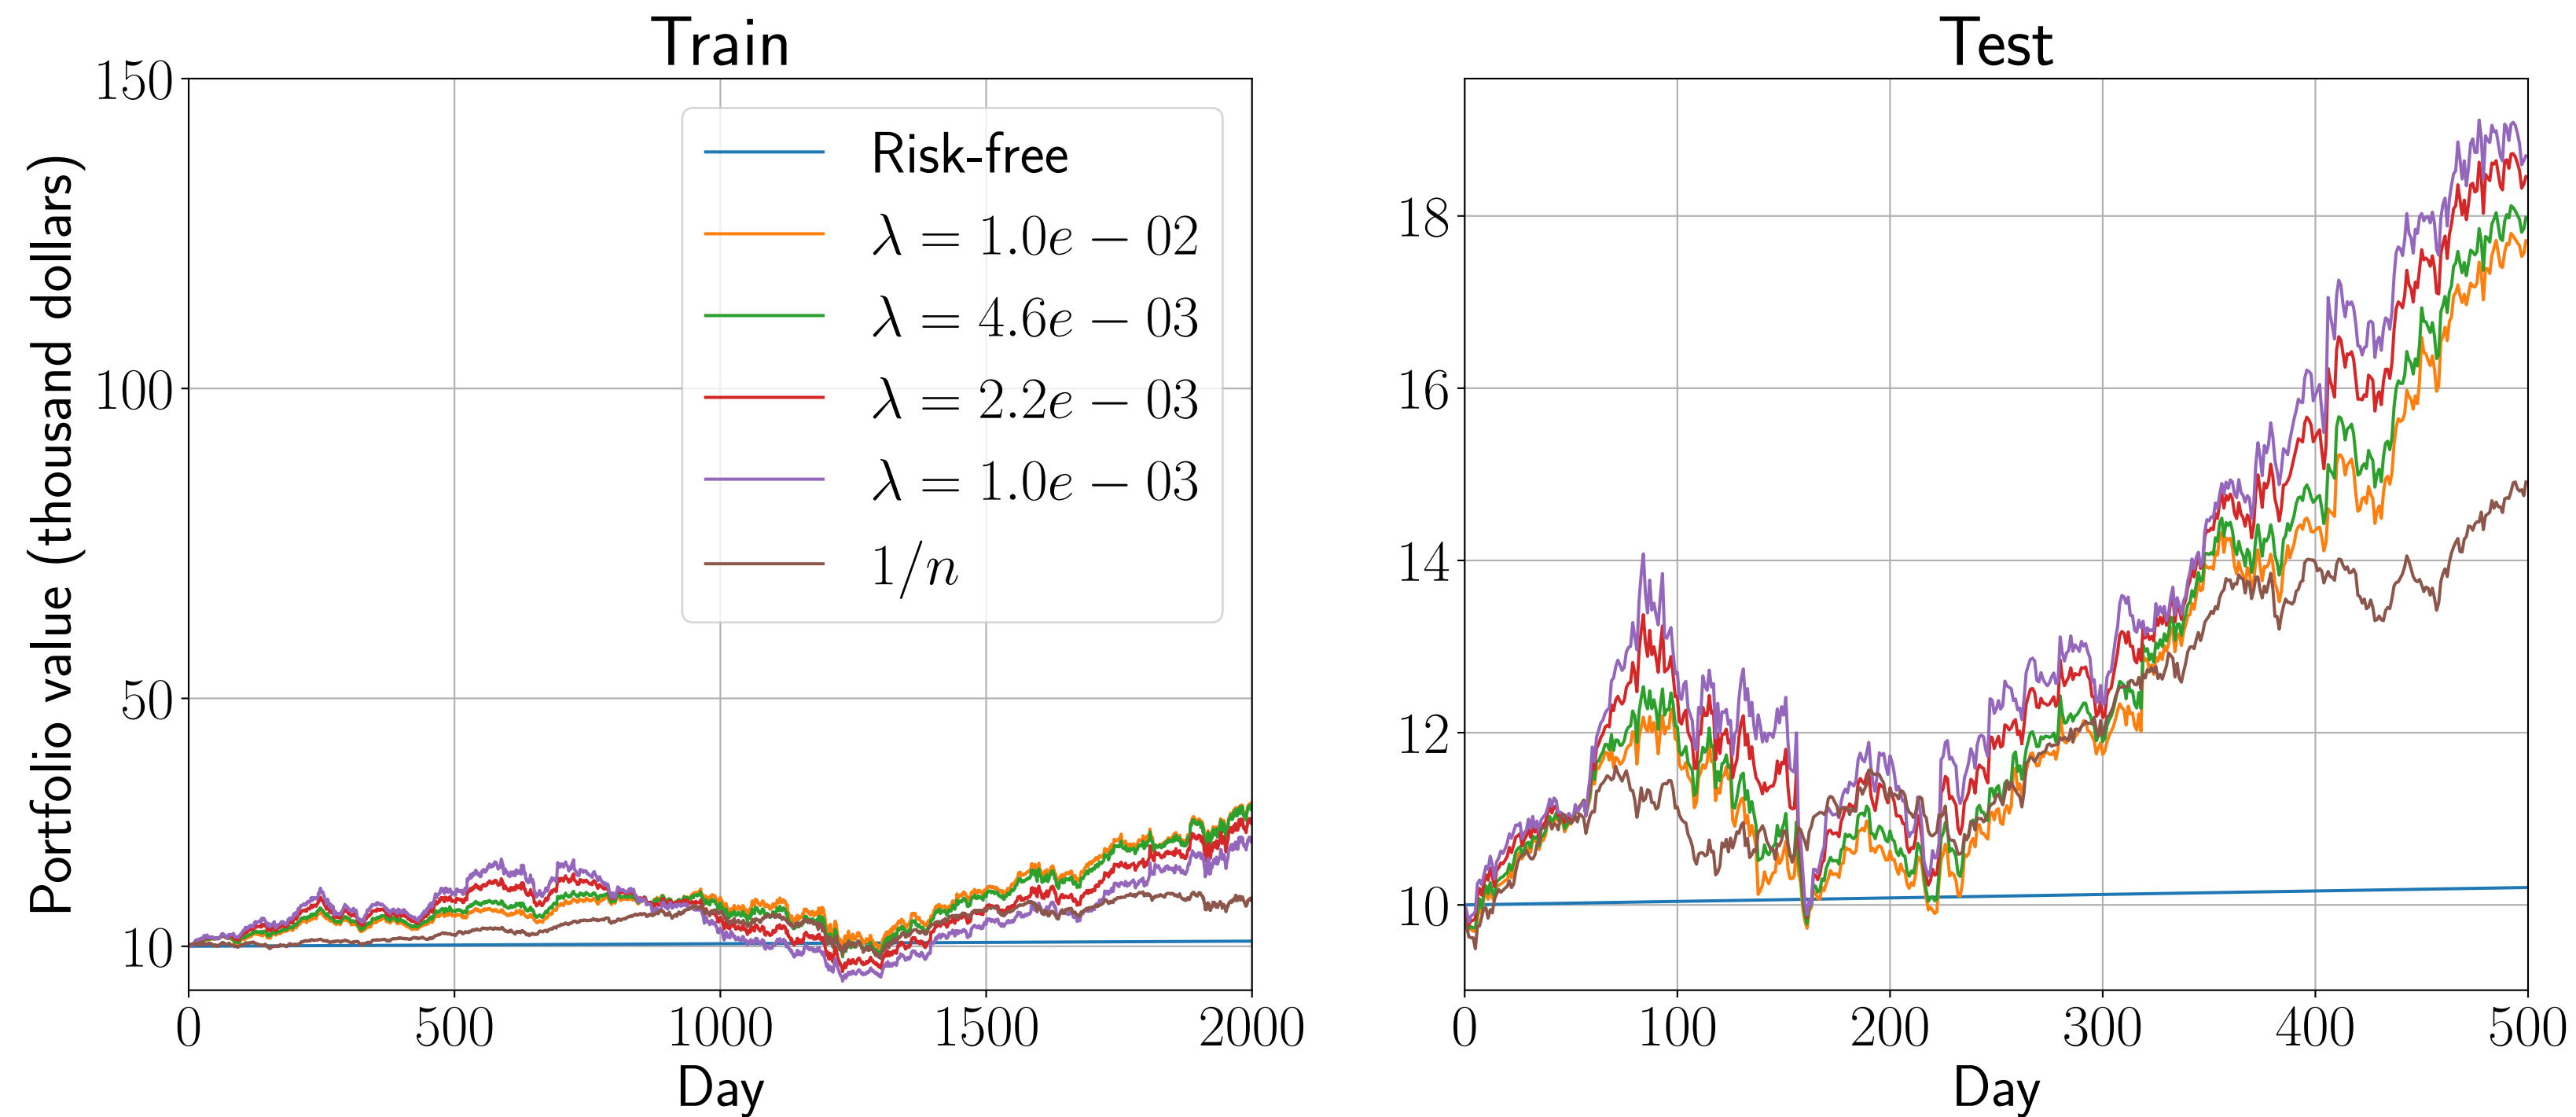 Train
Portfolio value (thousand dollars)
150
100
50
10
0 500 1000 1500 2000
Day
Risk-free
λ = 1.0e − 02
λ = 4.6e − 03
λ = 2.2e − 03
λ = 1.0e − 03
1/n
Test
18
16
14
12
10
0 100 200 300 400 500
Day